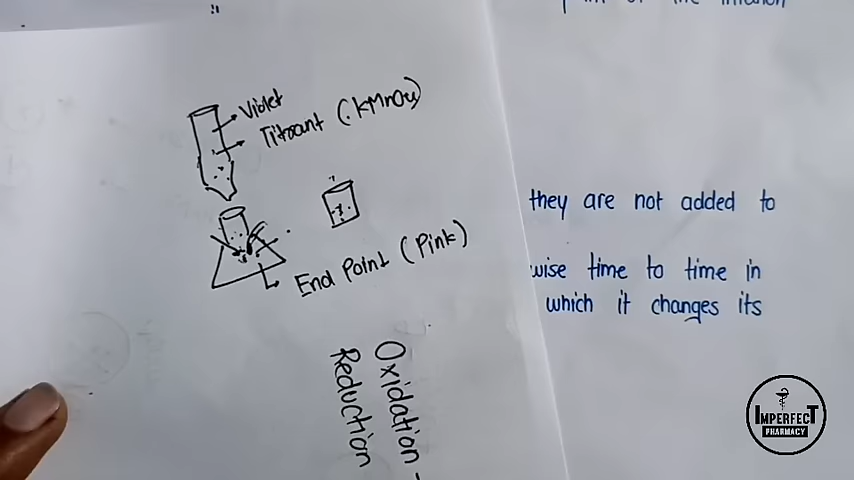 Violet
Titrant (KMnO4)
End Point (Pink)
Oxidation -
Reduction
they are not added to
wise time to time in
which it changes its
IMPERFECT
PHARMACY